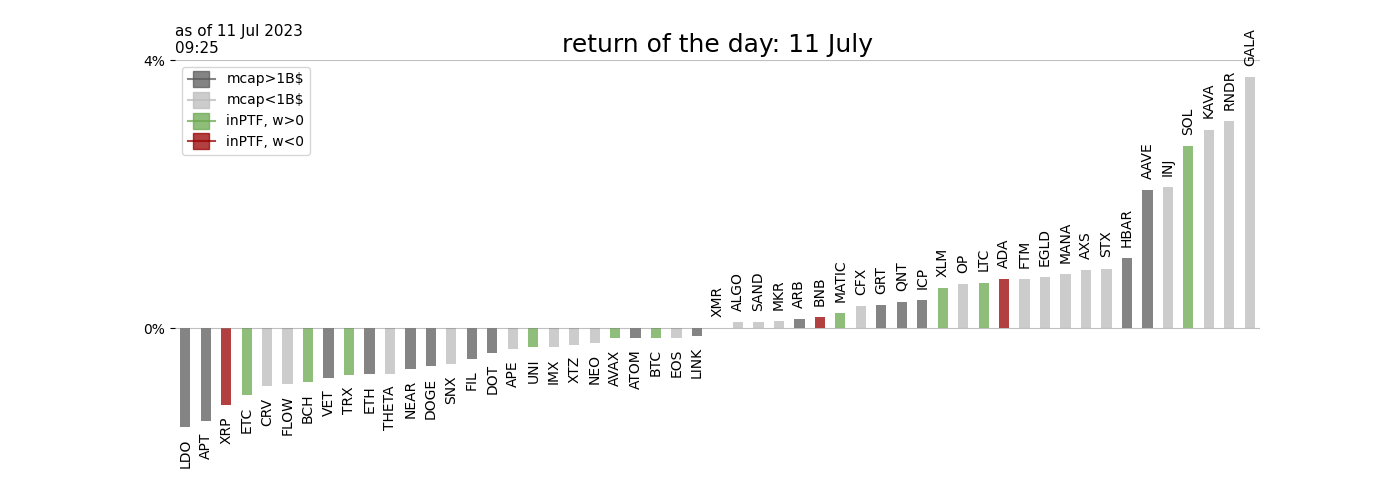 as of 11 Jul 2023
09:25
return of the day: 11 July
4%
mcap>1B$
mcap<1B$
inPTF, w>0
inPTF, w<0
0%
LDO
APT
XRP
ETC
CRV
FLOW
BCH
VET
TRX
ETH
THETA
NEAR
DOGE
SNX
FIL
DOT
APE
UNI
IMX
XTZ
NEO
AVAX
ATOM
BTC
EOS
LINK
XMR
ALGO
SAND
MKR
ARB
BNB
MATIC
CFX
GRT
QNT
ICP
XLM
OP
LTC
ADA
FTM
EGLD
MANA
AXS
STX
HBAR
AAVE
INJ
SOL
KAVA
RNDR
GALA